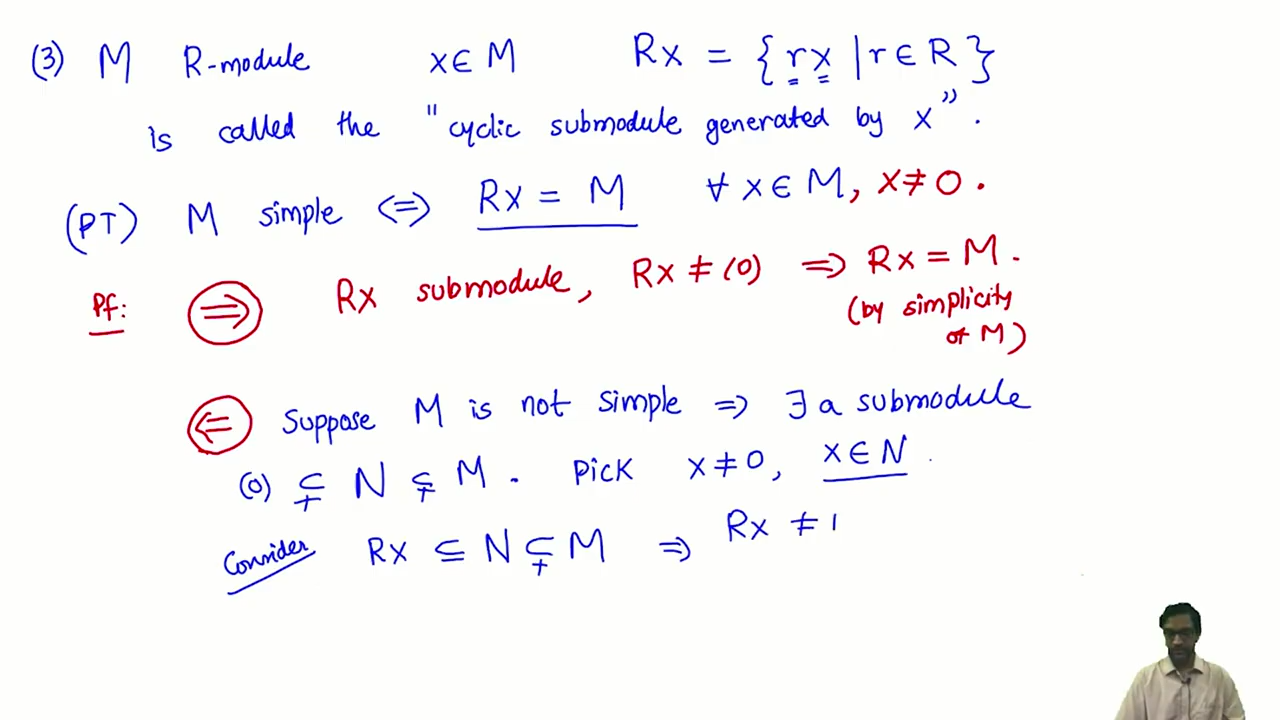 (3) M R-module x ∈ M Rx = { rx | r ∈ R }
is called the "cyclic submodule generated by x".
(PT) M simple ⇔ Rx = M ∀ x ∈ M, x ≠ 0.
Pf: ⇒ Rx submodule, Rx ≠ (0) ⇒ Rx = M.
(by simplicity
of M)
⇐ Suppose M is not simple ⇒ ∃ a submodule
(0) ⊊ N ⊊ M. Pick x ≠ 0, x ∈ N.
Consider Rx ⊆ N ⊊ M ⇒ Rx ≠